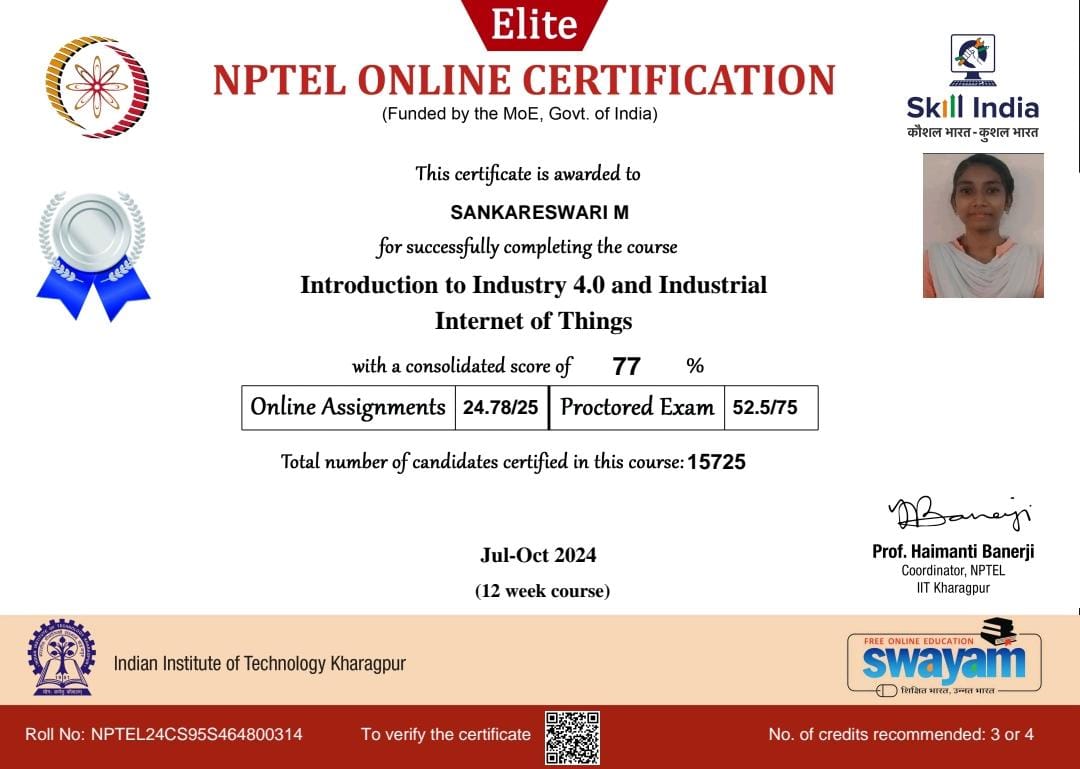 Elite
NPTEL ONLINE CERTIFICATION
(Funded by the MoE, Govt. of India)
Skill India
कौशल भारत - कुशल भारत
This certificate is awarded to
SANKARESWARI M
for successfully completing the course
Introduction to Industry 4.0 and Industrial
Internet of Things
with a consolidated score of 77 %
Online Assignments 24.78/25 Proctored Exam 52.5/75
Total number of candidates certified in this course: 15725
Prof. Haimanti Banerji
Coordinator, NPTEL
IIT Kharagpur
Jul-Oct 2024
(12 week course)
Indian Institute of Technology Kharagpur
FREE ONLINE EDUCATION
swayam
शिक्षित भारत, उन्नत भारत
Roll No: NPTEL24CS95S464800314 To verify the certificate No. of credits recommended: 3 or 4